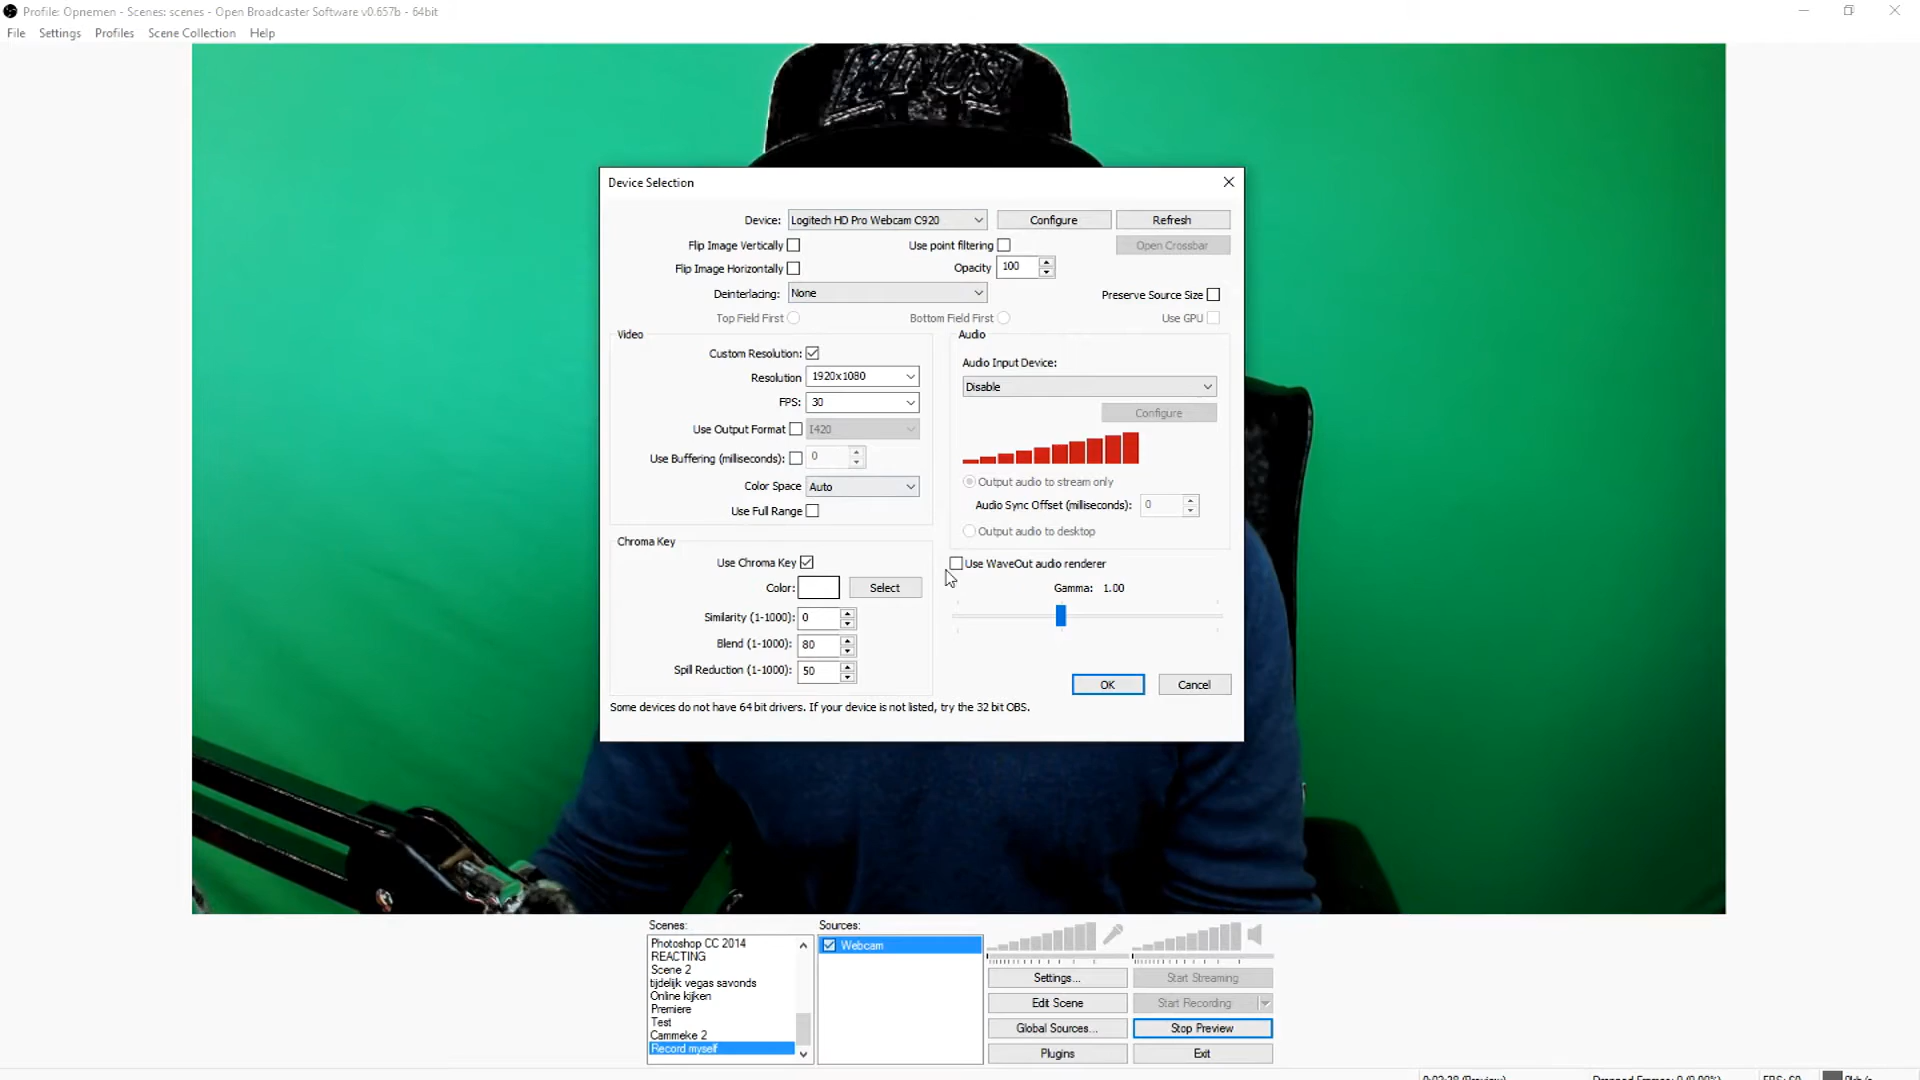 Profile: Opnemen - Scenes: scenes - Open Broadcaster Software v0.657b - 64bit
File Settings Profiles Scene Collection Help
Device Selection
Device: Logitech HD Pro Webcam C920 Configure Refresh
Flip Image Vertically Use point filtering Open Crossbar
Flip Image Horizontally Opacity 100
Deinterlacing: None Preserve Source Size
Top Field First Bottom Field First Use GPU
Video Audio
Custom Resolution: Audio Input Device:
Resolution 1920x1080 Disable
FPS: 30 Configure
Use Output Format I420
Use Buffering (milliseconds): 0
Color Space Auto Output audio to stream only
Use Full Range Audio Sync Offset (milliseconds): 0
Output audio to desktop
Chroma Key
Use Chroma Key Use WaveOut audio renderer
Color: Select Gamma: 1.00
Similarity (1-1000): 0
Blend (1-1000): 80
Spill Reduction (1-1000): 50
OK Cancel
Some devices do not have 64 bit drivers. If your device is not listed, try the 32 bit OBS.
Scenes: Sources:
Photoshop CC 2014 Webcam
REACTING
Scene 2
tijdelijk vegas savonds
Online kijken
Premiere
Test
Cammeke 2
Record myself
Settings... Start Streaming
Edit Scene Start Recording
Global Sources... Stop Preview
Plugins Exit